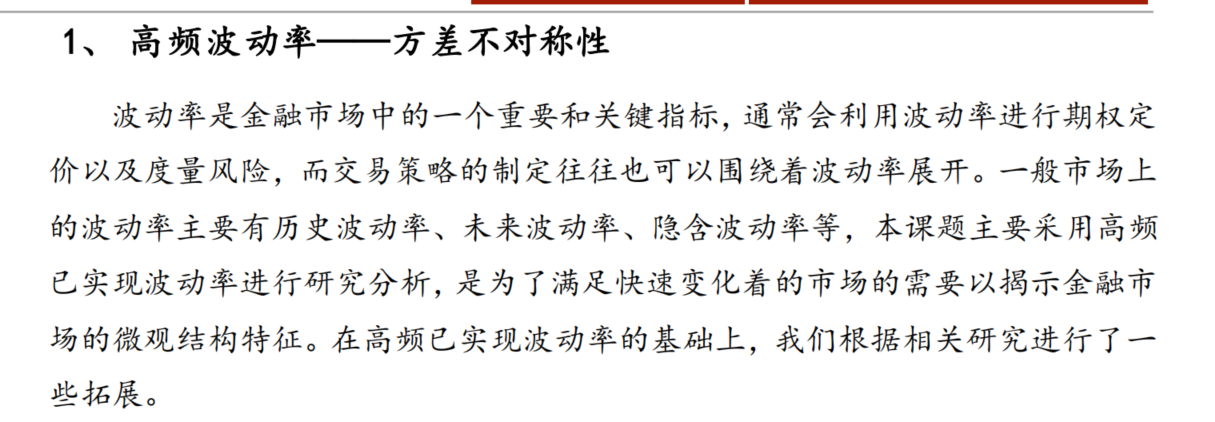 1、 高频波动率——方差不对称性
波动率是金融市场中的一个重要和关键指标，通常会利用波动率进行期权定
价以及度量风险，而交易策略的制定往往也可以围绕着波动率展开。一般市场上
的波动率主要有历史波动率、未来波动率、隐含波动率等，本课题主要采用高频
已实现波动率进行研究分析，是为了满足快速变化着的市场的需要以揭示金融市
场的微观结构特征。在高频已实现波动率的基础上，我们根据相关研究进行了一
些拓展。